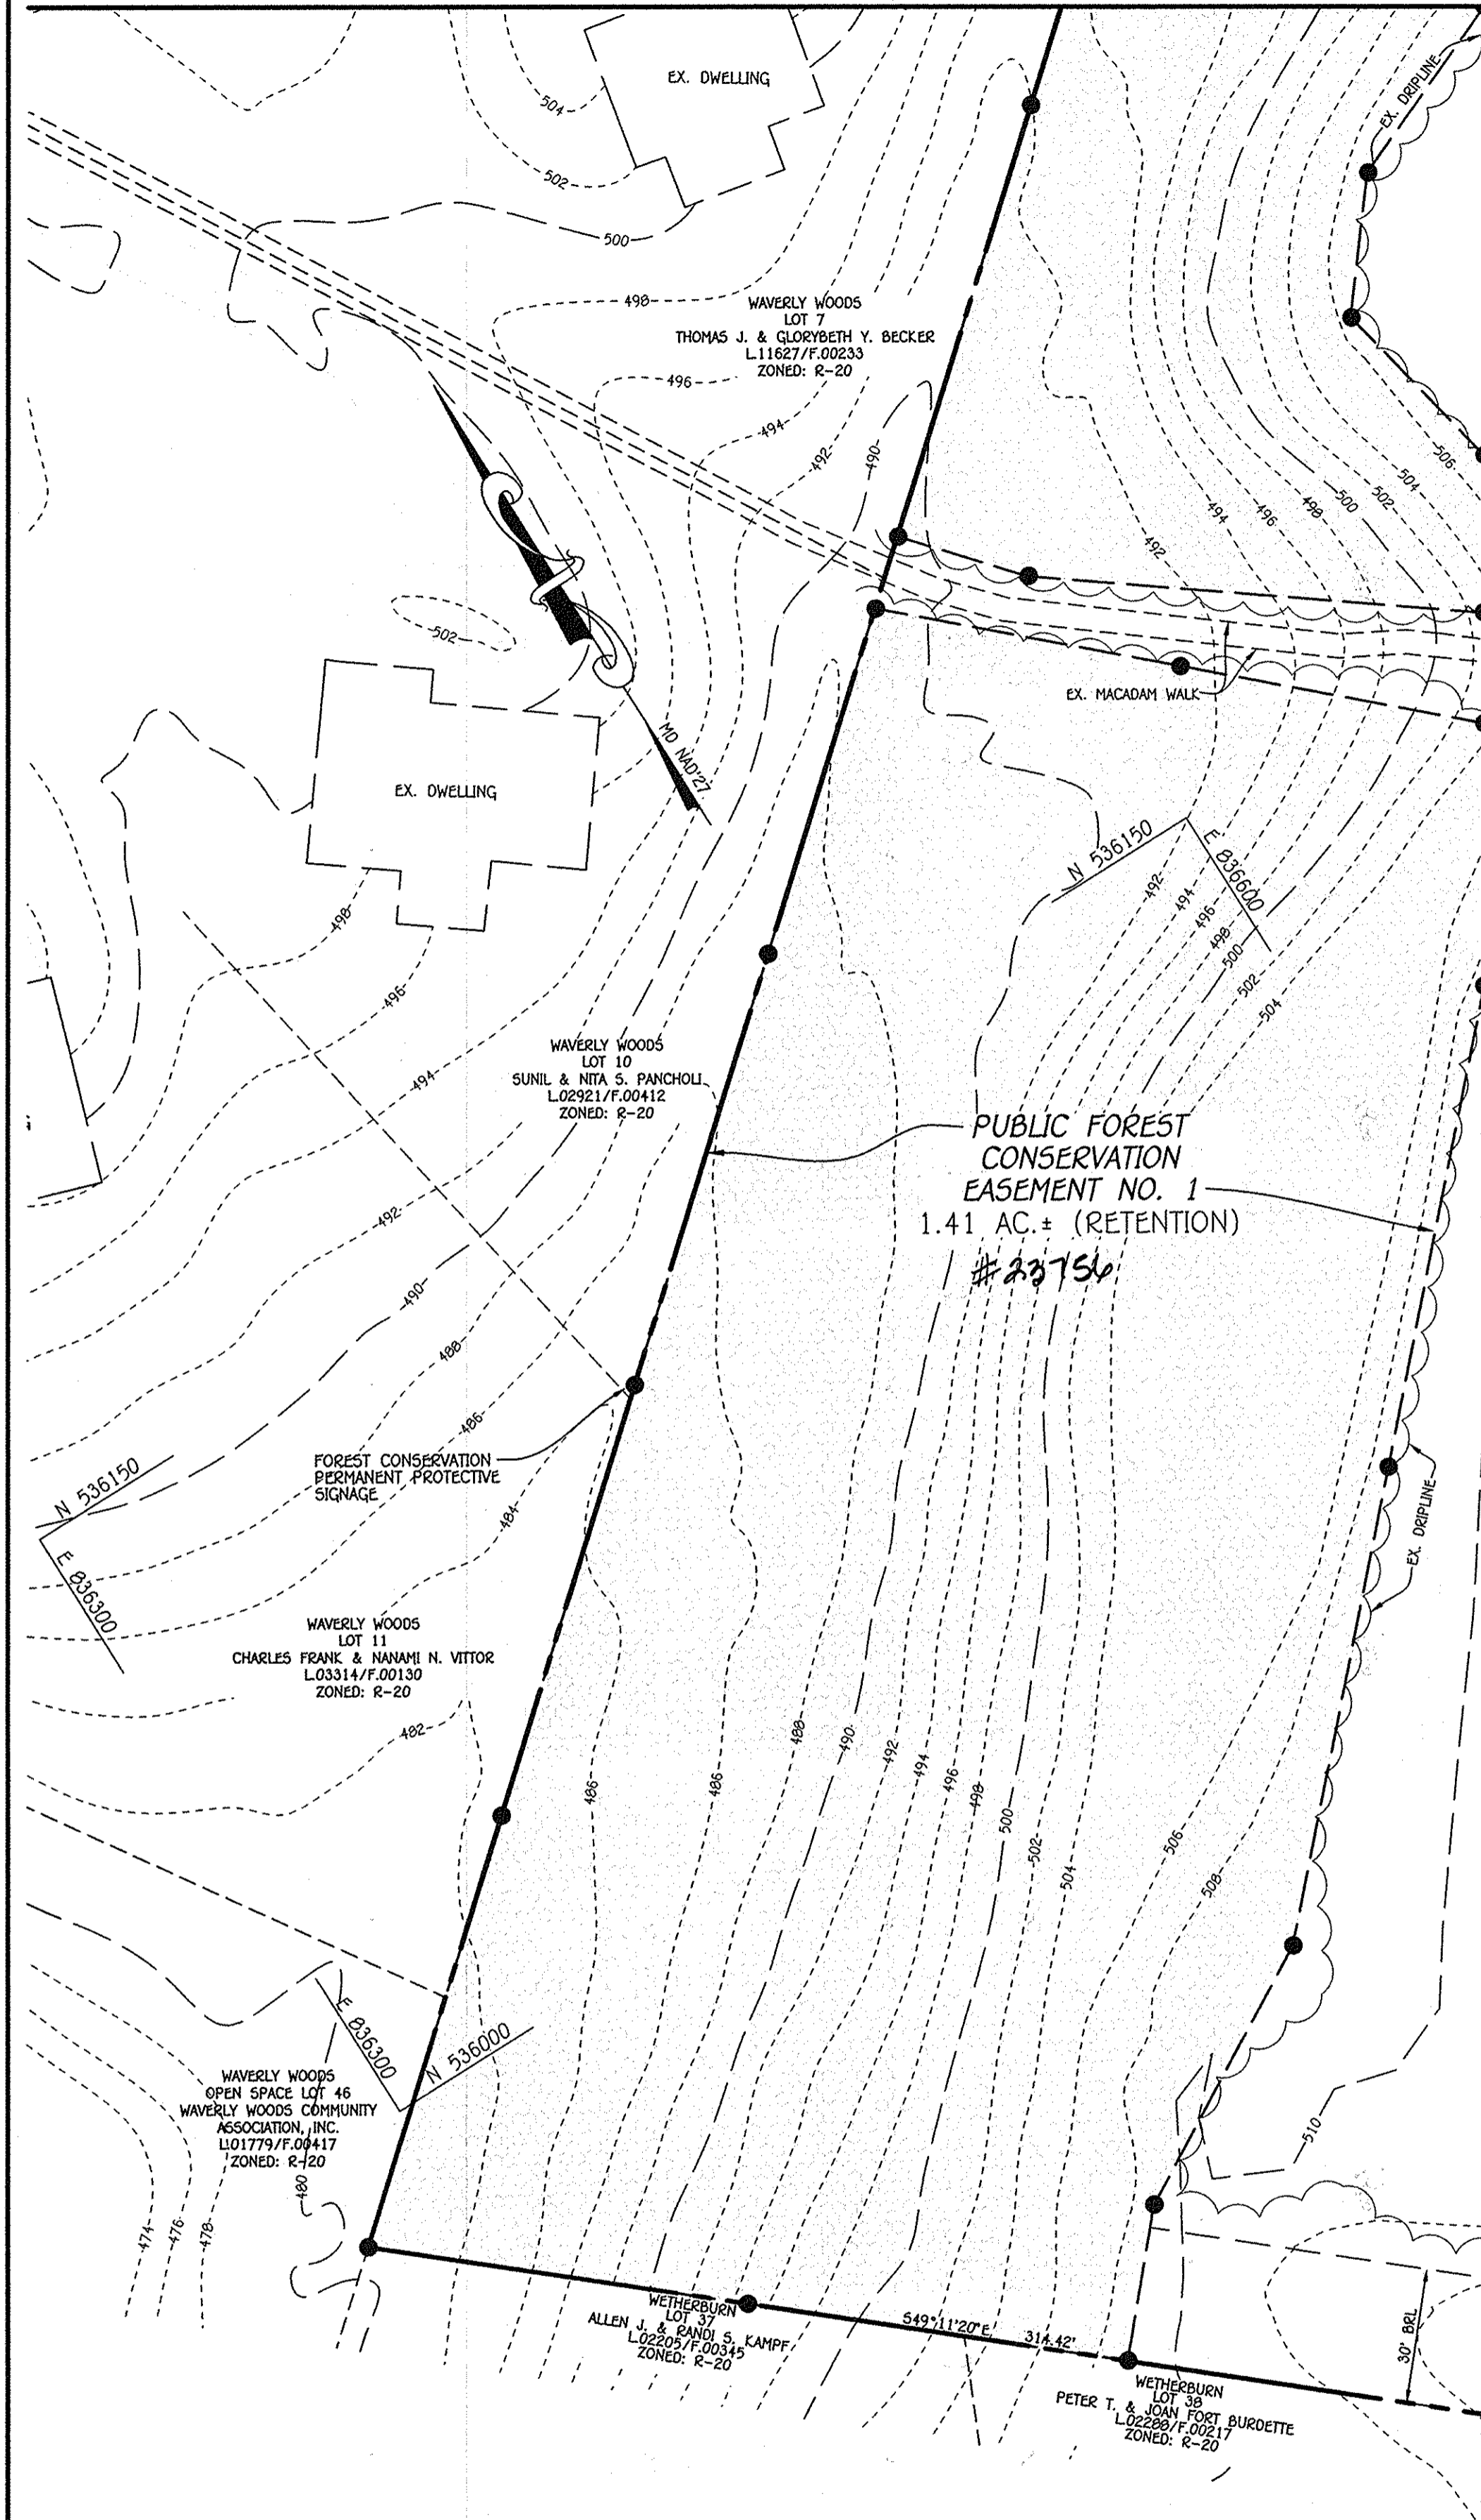 EX. DWELLING
EX. DRIPLINE
504
502
500
498
WAVERLY WOODS
LOT 7
THOMAS J. & GLORYBETH Y. BECKER
L.11627/F.00233
ZONED: R-20
496
494
492
490
506
504
502
500
498
496
494
492
502
EX. MACADAM WALK
MD NAD'27
EX. DWELLING
N 536150
E 836600
492
494
496
498
500
502
504
498
496
494
492
490
488
486
484
482
WAVERLY WOODS
LOT 10
SUNIL & NITA S. PANCHOLI
L.02921/F.00412
ZONED: R-20
PUBLIC FOREST
CONSERVATION
EASEMENT NO. 1
1.41 AC.± (RETENTION)
#23756
FOREST CONSERVATION
PERMANENT PROTECTIVE
SIGNAGE
N 536150
E 836300
EX. DRIPLINE
WAVERLY WOODS
LOT 11
CHARLES FRANK & NANAMI N. VITTOR
L.03314/F.00130
ZONED: R-20
486
486
488
490
492
494
496
498
500
502
504
506
508
510
E 836300
N 536000
WAVERLY WOODS
OPEN SPACE LOT 46
WAVERLY WOODS COMMUNITY
ASSOCIATION, INC.
L.01779/F.00417
ZONED: R-20
480
474
476
478
WETHERBURN
LOT 37
ALLEN J. & RANDI S. KAMPF
L.02205/F.00345
ZONED: R-20
S49°11'20"E 314.42'
30' BRL
WETHERBURN
LOT 38
PETER T. & JOAN FORT BURDETTE
L.02288/F.00217
ZONED: R-20